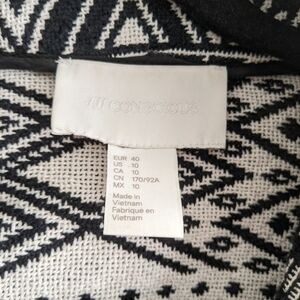 CONSCIOUS
EUR 40
US 10
CA 10
CN 170/92A
MX 10
Made in
Vietnam
Fabriqué en
Vietnam